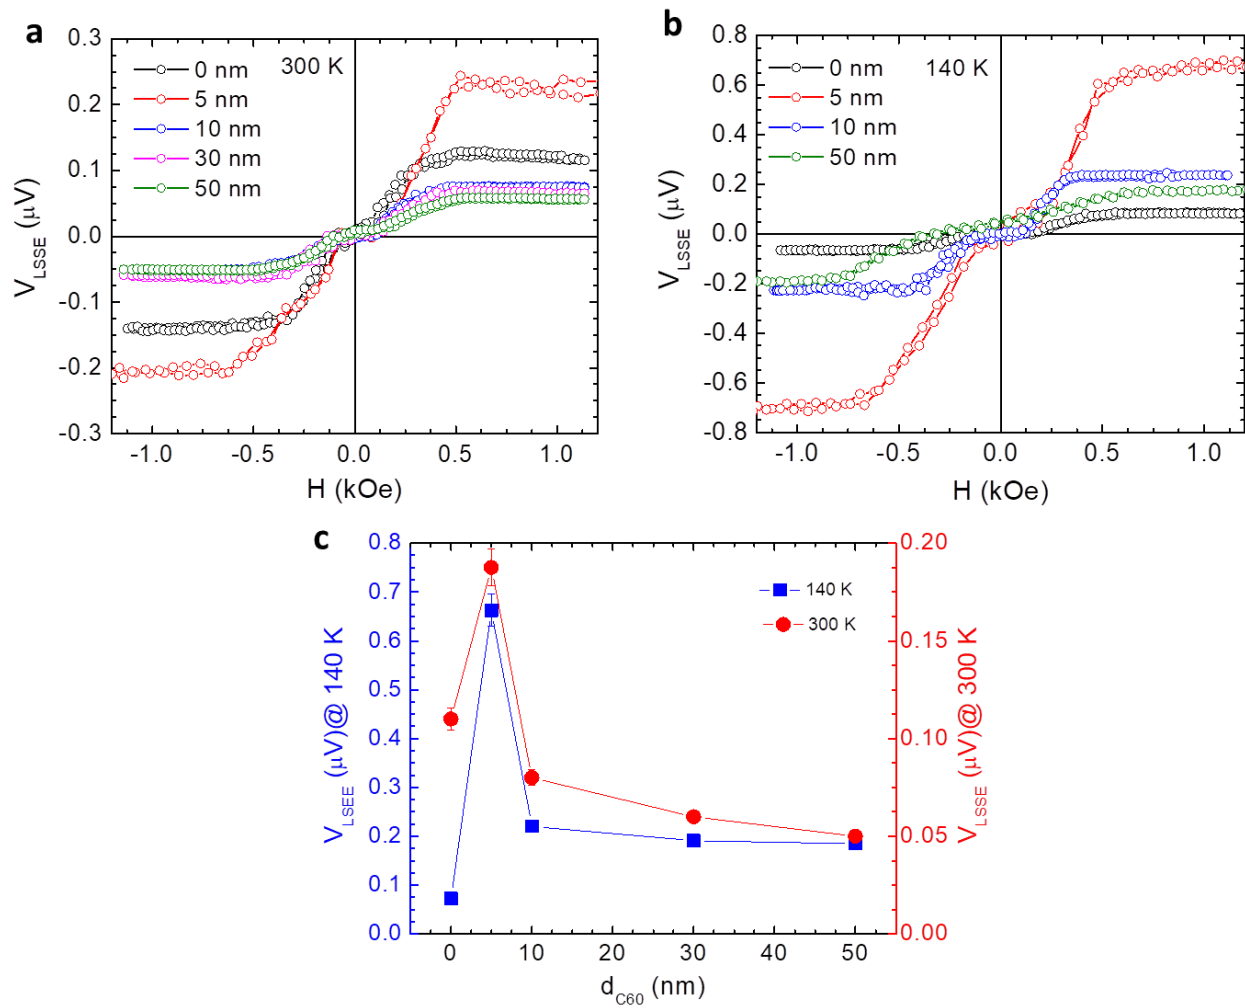 a
300 K
0 nm
5 nm
10 nm
30 nm
50 nm
0.3
0.2
0.1
0.0
-0.1
-0.2
-0.3
V_LSSE (μV)
-1.0 -0.5 0.0 0.5 1.0
H (kOe)
b
140 K
0 nm
5 nm
10 nm
50 nm
0.8
0.6
0.4
0.2
0.0
-0.2
-0.4
-0.6
-0.8
V_LSSE (μV)
-1.0 -0.5 0.0 0.5 1.0
H (kOe)
c
140 K
300 K
0.8
0.7
0.6
0.5
0.4
0.3
0.2
0.1
0.0
V_LSEE (μV)@ 140 K
0.20
0.15
0.10
0.05
0.00
V_LSSE (μV)@ 300 K
0 10 20 30 40 50
d_C60 (nm)